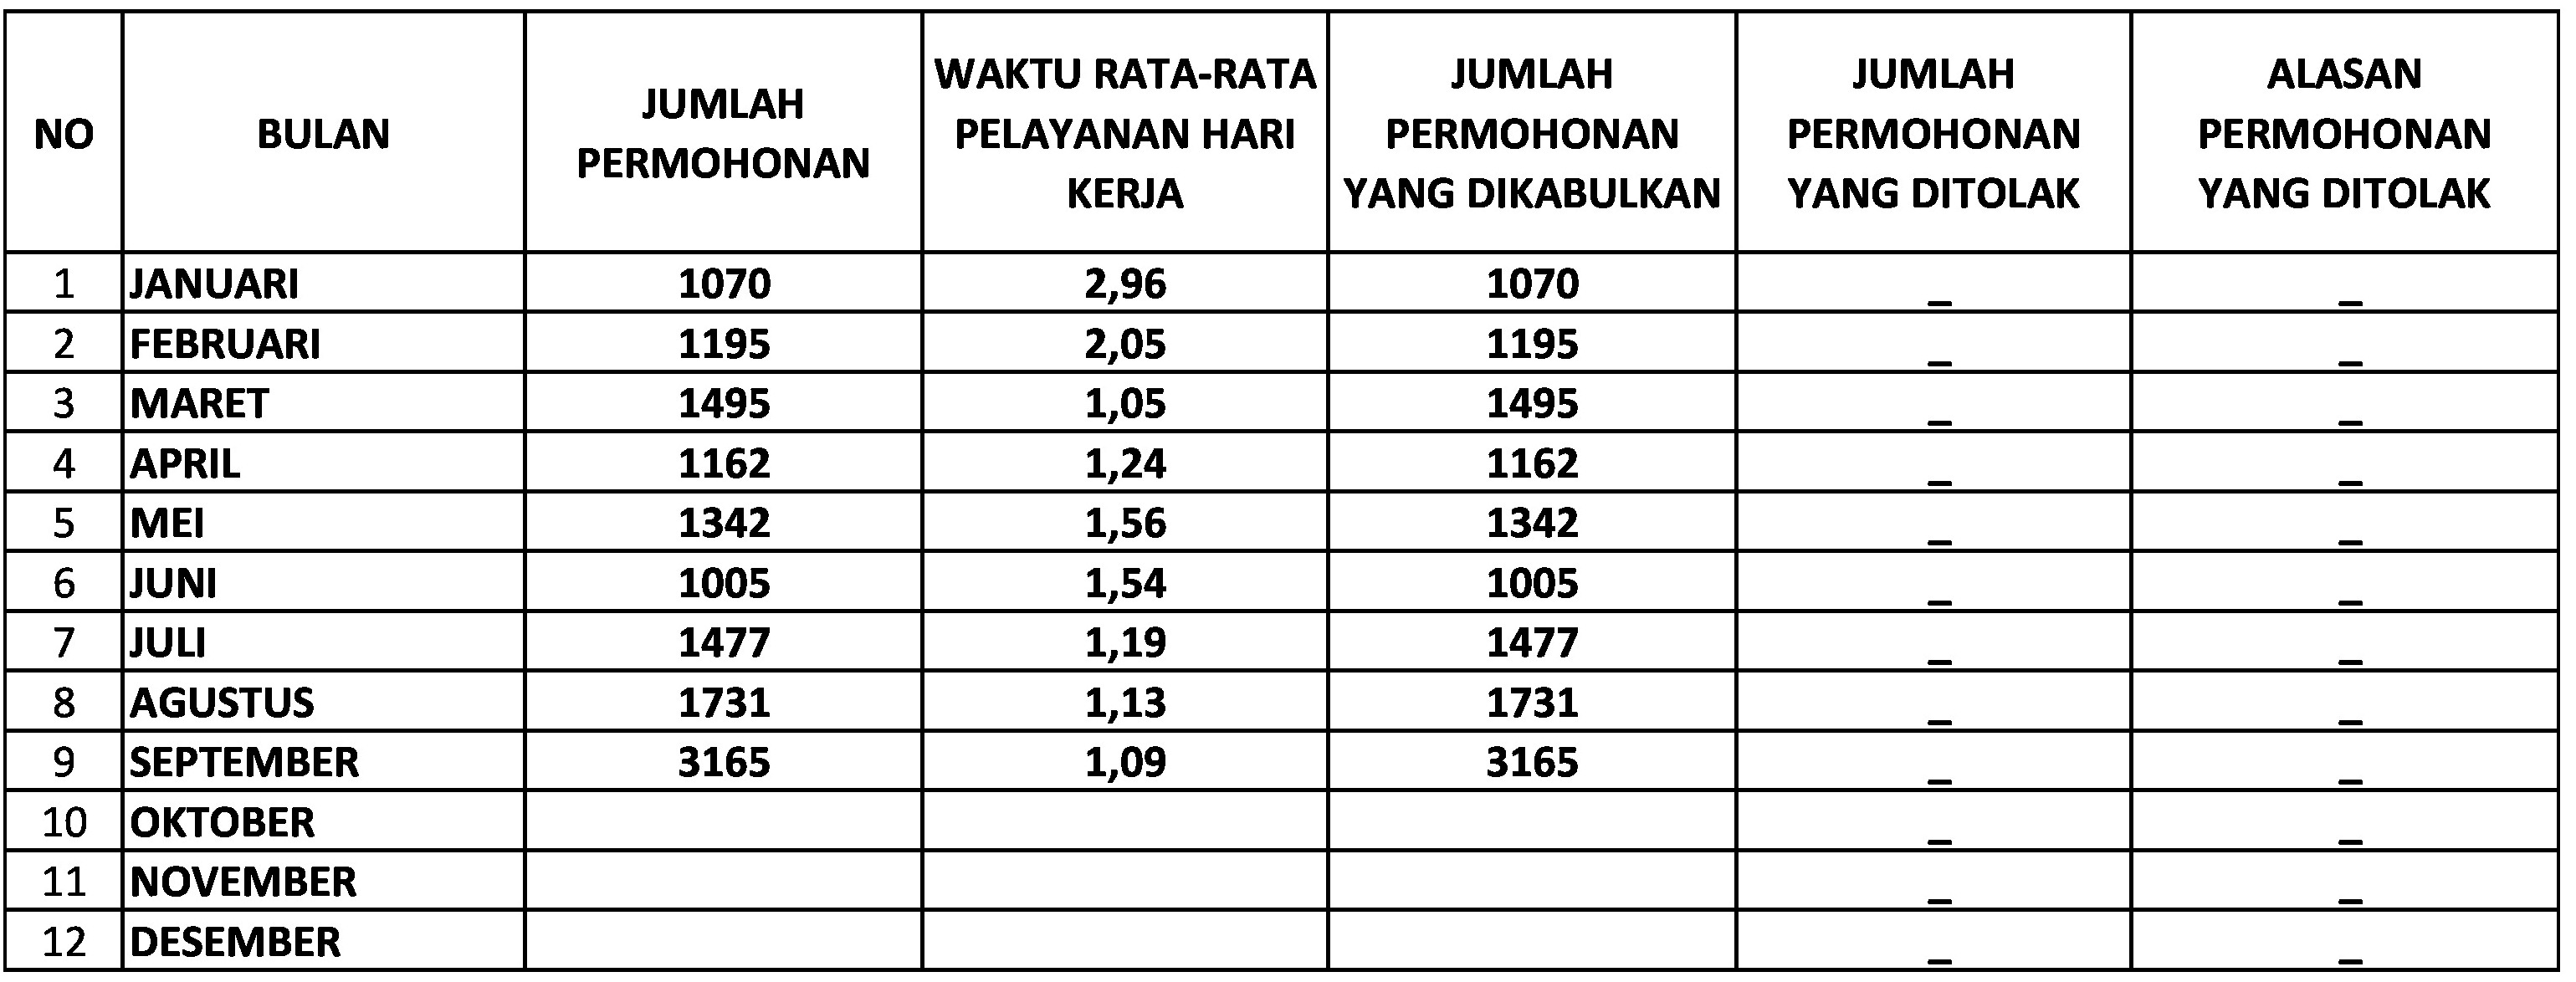 NO BULAN JUMLAH PERMOHONAN WAKTU RATA-RATA PELAYANAN HARI KERJA JUMLAH PERMOHONAN YANG DIKABULKAN JUMLAH PERMOHONAN YANG DITOLAK ALASAN PERMOHONAN YANG DITOLAK
1 JANUARI 1070 2,96 1070 _ _
2 FEBRUARI 1195 2,05 1195 _ _
3 MARET 1495 1,05 1495 _ _
4 APRIL 1162 1,24 1162 _ _
5 MEI 1342 1,56 1342 _ _
6 JUNI 1005 1,54 1005 _ _
7 JULI 1477 1,19 1477 _ _
8 AGUSTUS 1731 1,13 1731 _ _
9 SEPTEMBER 3165 1,09 3165 _ _
10 OKTOBER _ _
11 NOVEMBER _ _
12 DESEMBER _ _